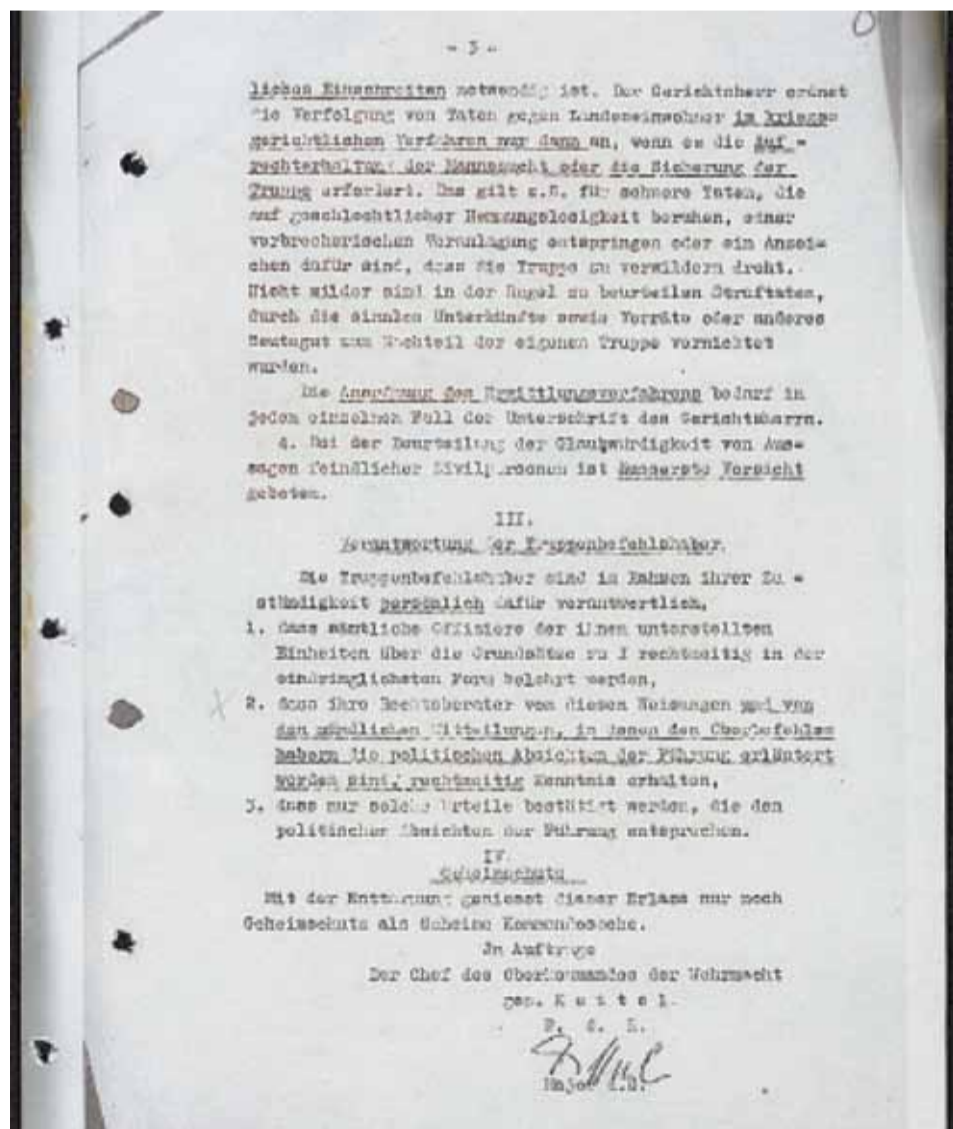 - 3 -
lichen Einschreiten notwendig ist. Der Gerichtsherr ordnet
die Verfolgung von Taten gegen Landeseinwohner im kriegs=
gerichtlichen Verfahren nur dann an, wenn es die Auf =
rechterhaltung der Mannszucht oder die Sicherung der
Truppe erfordert. Das gilt z.B. für schwere Taten, die
auf geschlechtlicher Hemmungslosigkeit beruhen, einer
verbrecherischen Veranlagung entspringen oder ein Anzei=
chen dafür sind, dass die Truppe zu verwildern droht.
Nicht milder sind in der Regel zu beurteilen Straftaten,
durch die sinnlos Unterkünfte sowie Vorräte oder anderes
Beutegut zum Nachteil der eigenen Truppe vernichtet
wurden.
Die Anordnung des Ermittlungsverfahrens bedarf in
jedem einzelnen Fall der Unterschrift des Gerichtsherrn.
4. Bei der Beurteilung der Glaubwürdigkeit von Aus=
sagen feindlicher Zivilpersonen ist äusserste Vorsicht
geboten.
III.
Verantwortung der Truppenbefehlshaber.
Die Truppenbefehlshaber sind im Rahmen ihrer Zu =
ständigkeit persönlich dafür verantwortlich,
1. dass sämtliche Offiziere der ihnen unterstellten
Einheiten über die Grundsätze zu I rechtzeitig in der
eindringlichsten Form belehrt werden,
2. dass ihre Rechtsberater von diesen Weisungen und von
den mündlichen Mitteilungen, in denen den Oberbefehls=
habern die politischen Absichten der Führung erläutert
worden sind, rechtzeitig Kenntnis erhalten,
3. dass nur solche Urteile bestätigt werden, die den
politischen Absichten der Führung entsprechen.
IV.
Geheimschutz
Mit der Enttarnung geniesst dieser Erlass nur noch
Geheimschutz als Geheime Kommandosache.
Im Auftrage
Der Chef des Oberkommandos der Wehrmacht
gez. K e i t e l.
F. d. R.
Major